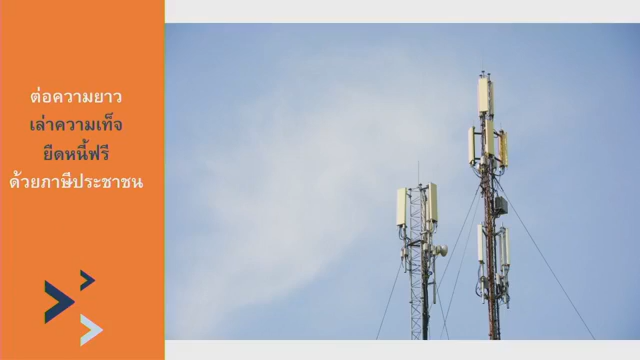 ต่อความยาว
เล่าความเท็จ
ยืดหนี้ฟรี
ด้วยภาษีประชาชน